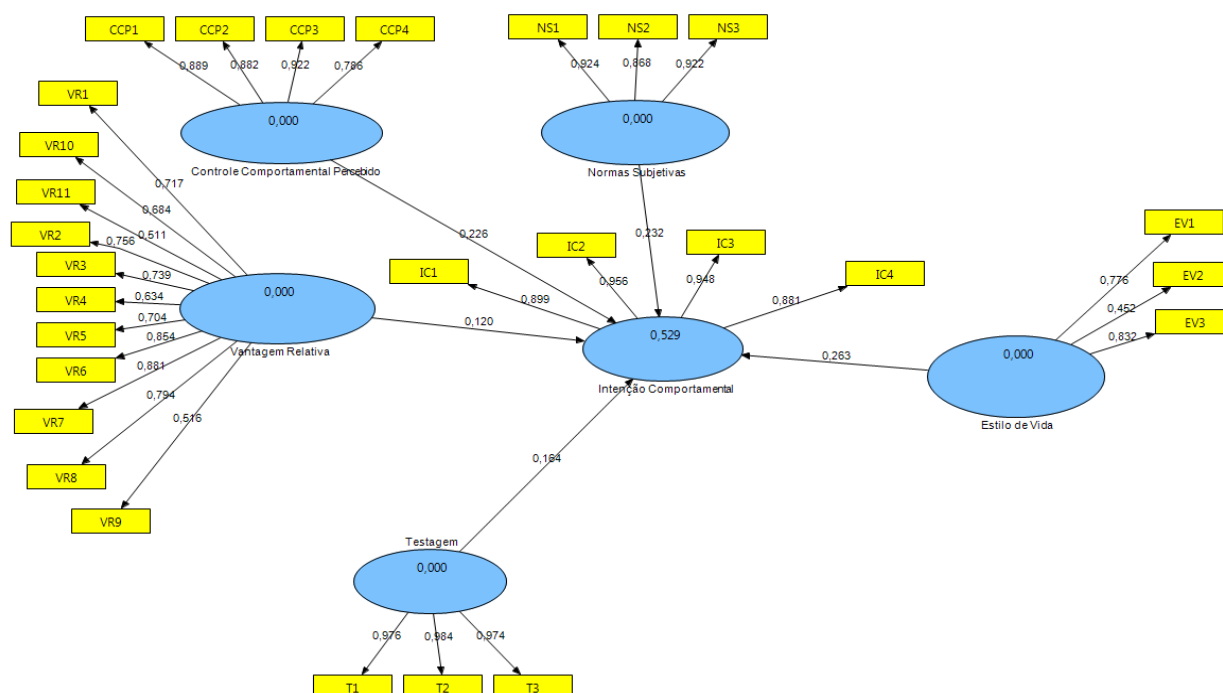 CCP1
CCP2
CCP3
CCP4
NS1
NS2
NS3
0,889
0,882
0,922
0,786
0,924
0,868
0,922
VR1
0,000
Controle Comportamental Percebido
0,000
Normas Subjetivas
VR10
VR11
VR2
VR3
VR4
VR5
VR6
VR7
VR8
VR9
0,717
0,684
0,511
0,756
0,739
0,634
0,704
0,854
0,881
0,794
0,516
0,000
Vantagem Relativa
0,226
0,232
0,120
IC1
IC2
IC3
IC4
0,899
0,956
0,948
0,881
0,529
Intenção Comportamental
0,263
EV1
EV2
EV3
0,776
0,452
0,832
0,000
Estilo de Vida
0,164
Testagem
0,000
0,976
0,984
0,974
T1
T2
T3